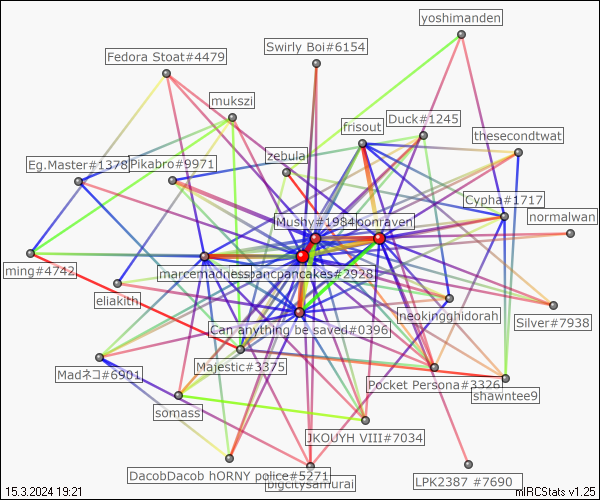 yoshimanden
Swirly Boi#6154
Fedora Stoat#4479
mukszi
Duck#1245
frisout
thesecondtwat
zebula
Eg.Master#1378
Pikabro#9971
Cypha#1717
normalwan
Mushy#1984
oonraven
ming#4742
marcemadness
pancpancakes#2928
eliakith
neokingghidorah
Silver#7938
Can anything be saved#0396
Majestic#3375
Madネコ#6901
Pocket Persona#3326
shawntee9
somass
JKOUYH VIII#7034
DacobDacob hORNY police#5271
bigcitysamurai
LPK2387 #7690
15.3.2024 19:21
mIRCStats v1.25